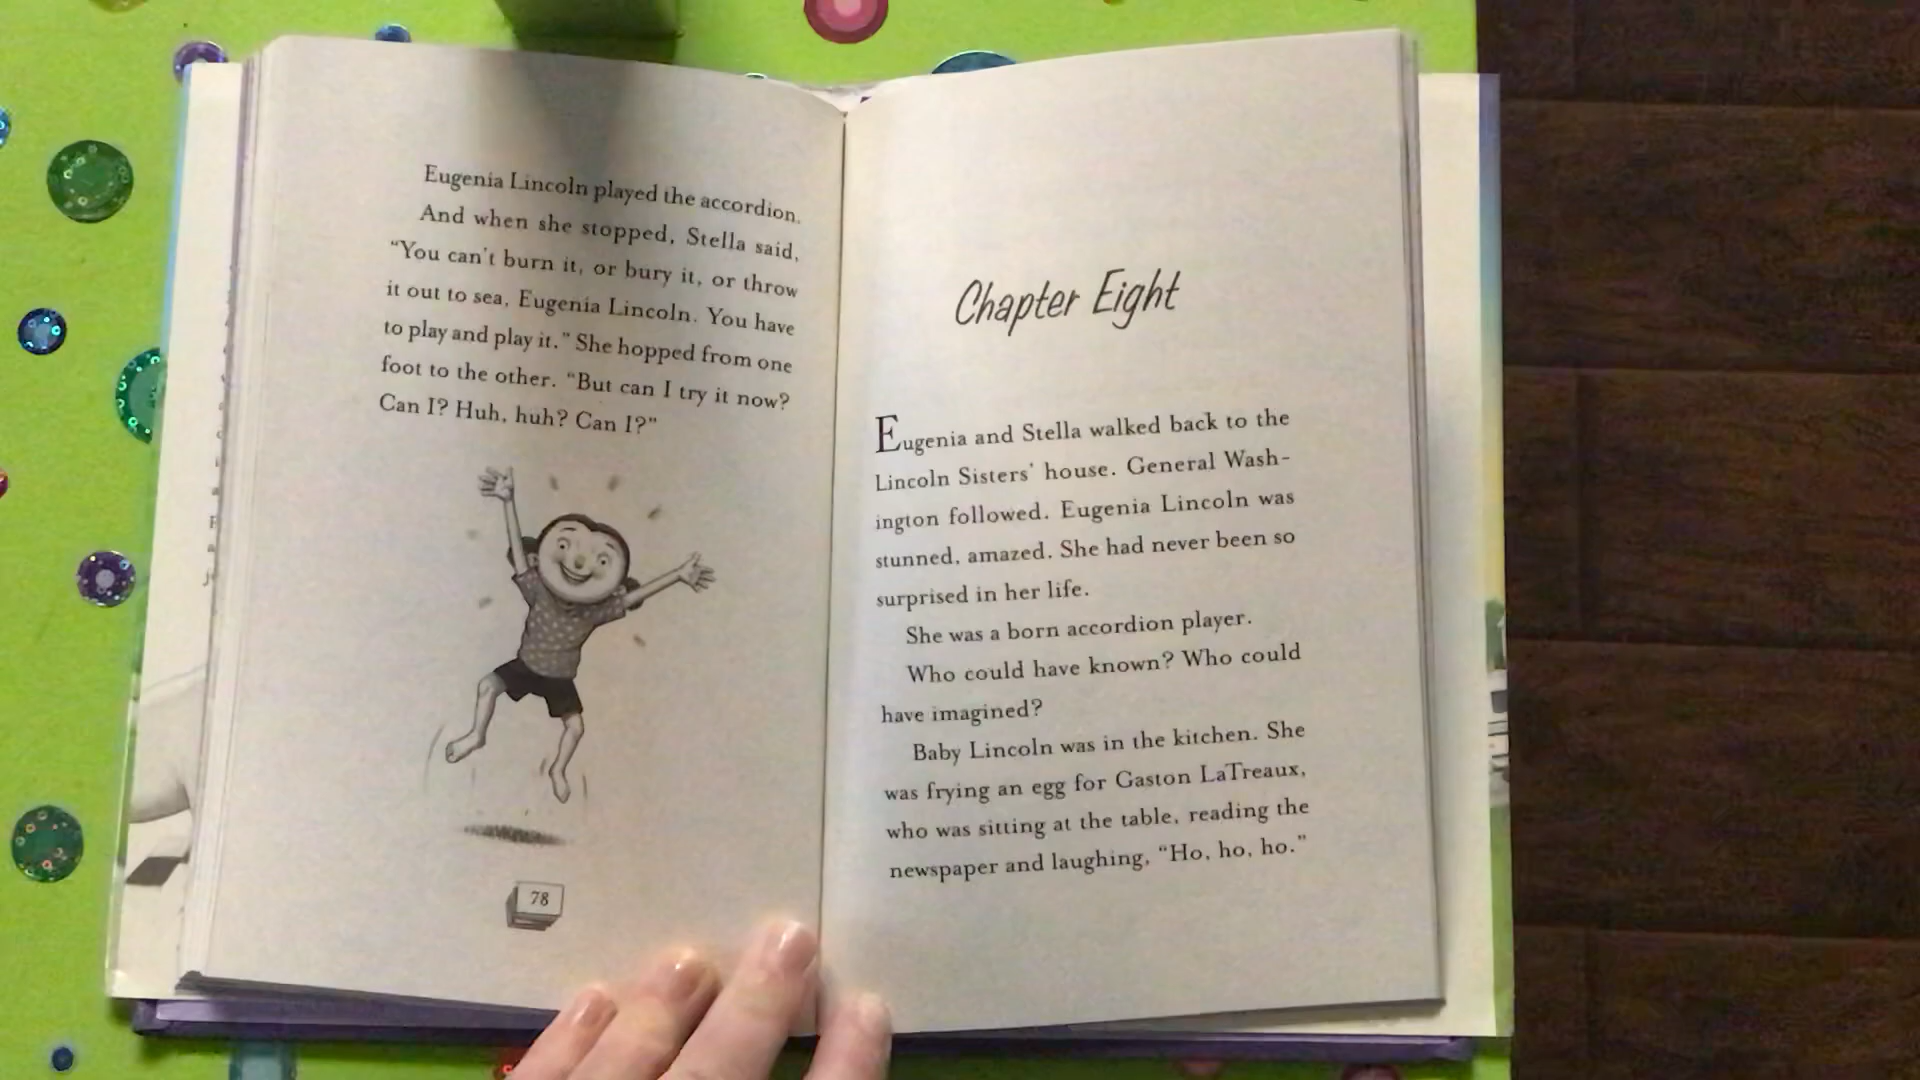 Eugenia Lincoln played the accordion.
And when she stopped, Stella said,
“You can't burn it, or bury it, or throw
it out to sea, Eugenia Lincoln. You have
to play and play it.” She hopped from one
foot to the other. “But can I try it now?
Can I? Huh, huh? Can I?”
78
Chapter Eight
Eugenia and Stella walked back to the
Lincoln Sisters' house. General Wash-
ington followed. Eugenia Lincoln was
stunned, amazed. She had never been so
surprised in her life.
She was a born accordion player.
Who could have known? Who could
have imagined?
Baby Lincoln was in the kitchen. She
was frying an egg for Gaston LaTreaux,
who was sitting at the table, reading the
newspaper and laughing, “Ho, ho, ho.”